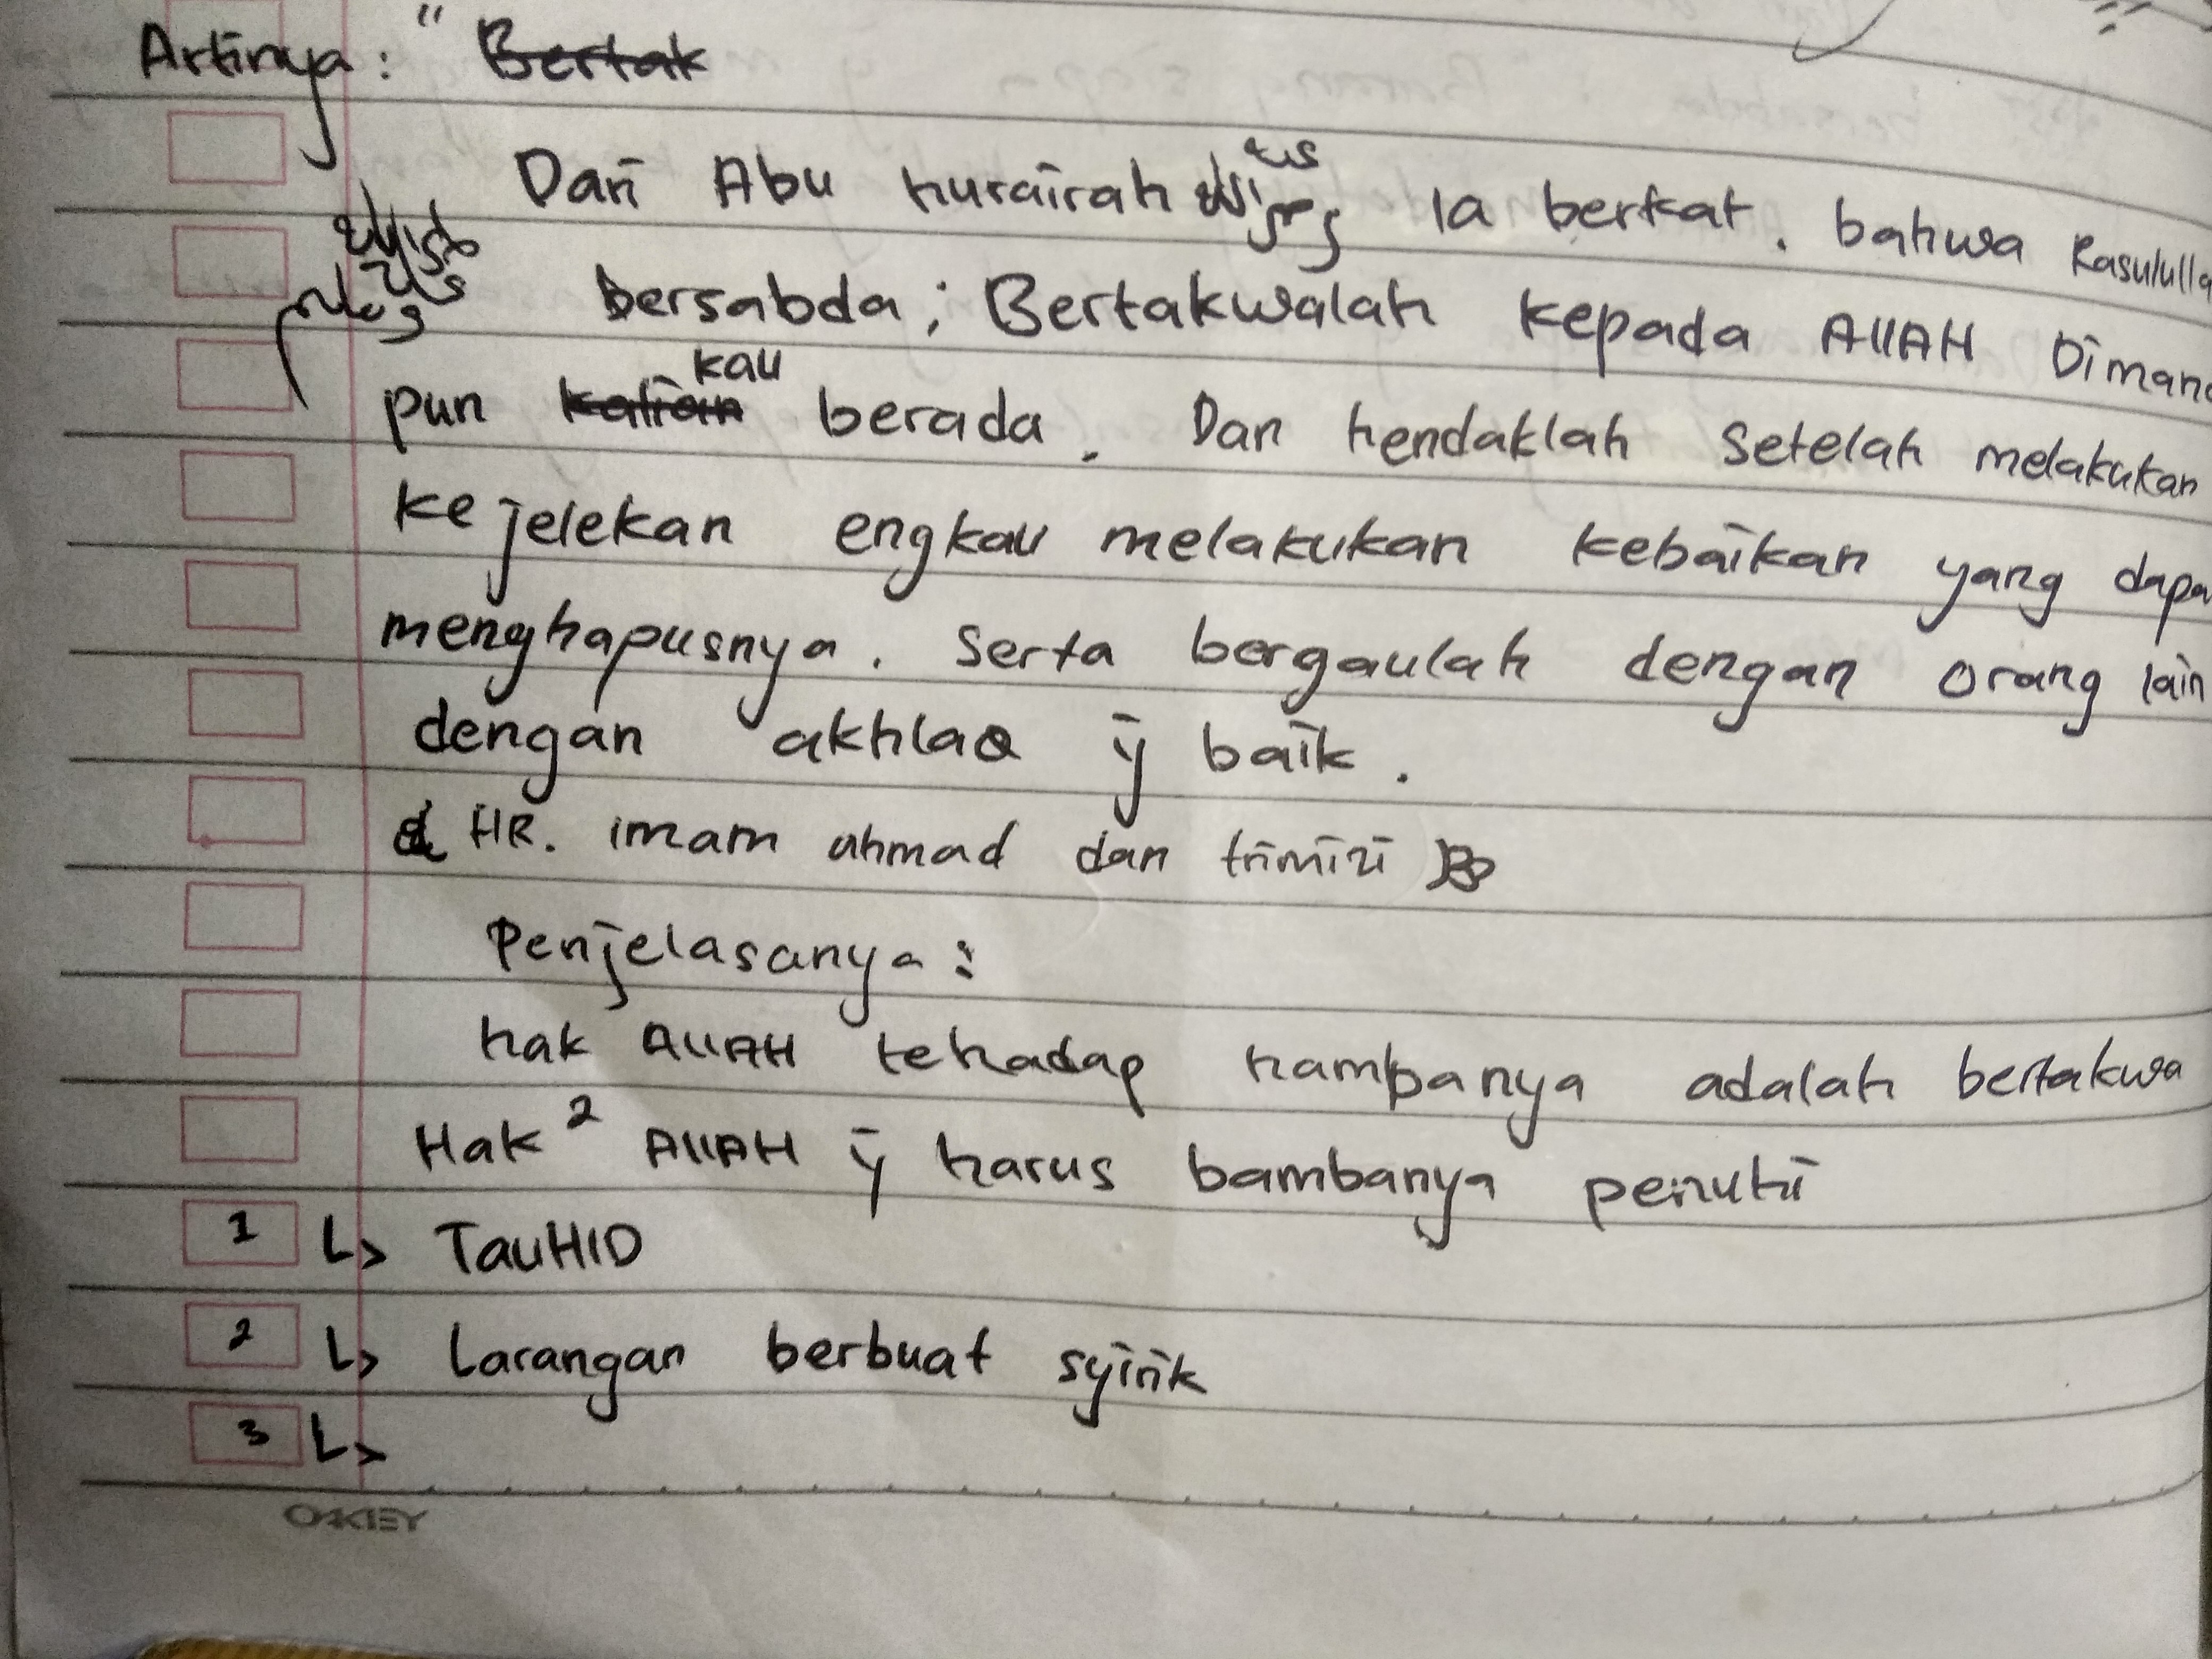 Artinya : " Bertak
Dari Abu hurairah رضي الله عنه Ia berkat. bahwa Rasululla
صلى الله عليه وسلم bersabda ; Bertakwalah kepada AllAH Dimana
pun kalian kau berada. Dan hendaklah setelah melakukan
kejelekan engkau melakukan kebaikan yang dapa
menghapusnya. Serta bergaulah dengan orang lain
dengan akhlaq ÿ baik.
HR. imam ahmad dan trimizi
Penjelasanya :
hak AllAH tehadap hambanya adalah bertakwa
Hak ² AllAH ÿ harus bambanya penuhi
1 ↳ TauHID
2 ↳ Larangan berbuat syirik
3 ↳
OAKIEY